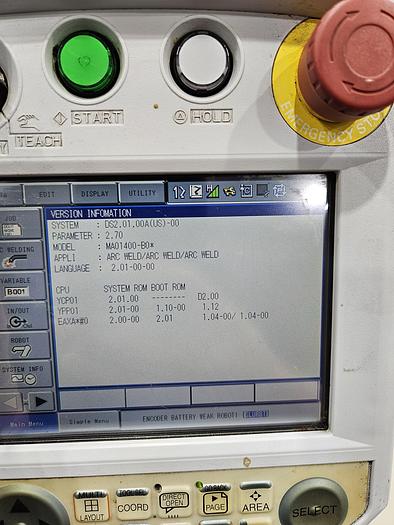 START
HOLD
EMERGENCY STO
TEACH
EDIT
DISPLAY
UTILITY
VERSION INFOMATION
SYSTEM : DS2.01.00A(US)-00
PARAMETER : 2.70
MODEL : MA01400-B0*
APPLI : ARC WELD/ARC WELD/ARC WELD
LANGUAGE : 2.01-00-00
CPU SYSTEM ROM BOOT ROM
YCP01 2.01.00 -------- D2.00
YPP01 2.01-00 1.10-00 1.12
EAXA*#0 2.00-00 2.01 1.04-00/ 1.04-00
JOB
C WELDING
VARIABLE
B001
IN/OUT
ROBOT
SYSTEM INFO
Main Menu
Simple Menu
ENCODER BATTERY WEAK ROBOT1
MULTI
LAYOUT
COORD
DIRECT
OPEN
PAGE
AREA
SELECT